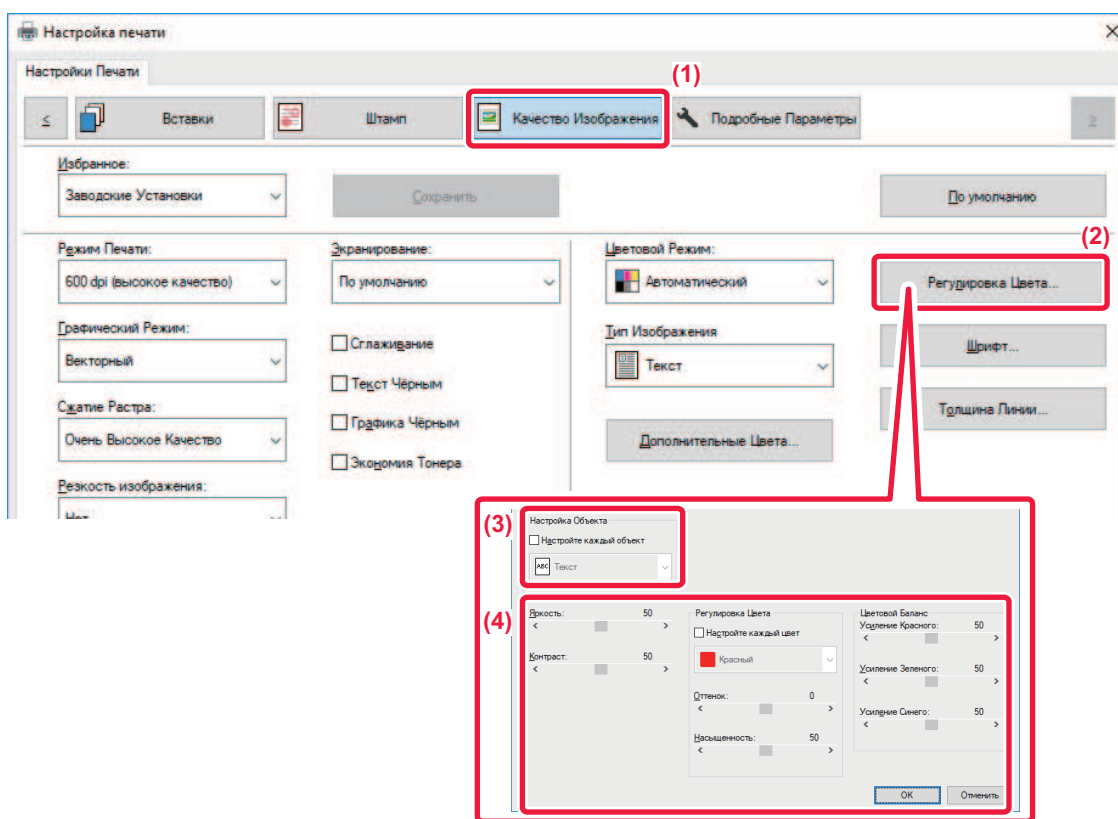 Настройка печати
Настройки Печати
(1)
≤
Вставки
Штамп
Качество Изображения
Подробные Параметры
≥
Избранное:
Заводские Установки
Сохранить
По умолчанию
(2)
Режим Печати:
Экранирование:
Цветовой Режим:
600 dpi (высокое качество)
По умолчанию
Автоматический
Регулировка Цвета...
Графический Режим:
Сглаживание
Тип Изображения
Шрифт...
Векторный
Текст
Текст Чёрным
Сжатие Растра:
Графика Чёрным
Толщина Линии...
Очень Высокое Качество
Дополнительные Цвета...
Экономия Тонера
Резкость изображения:
Нет
(3)
Настройка Объекта
Настройте каждый объект
ABC Текст
(4)
Яркость: 50
< >
Контраст: 50
< >
Регулировка Цвета
Настройте каждый цвет
Красный
Оттенок: 0
< >
Насыщенность: 50
< >
Цветовой Баланс
Усиление Красного: 50
< >
Усиление Зеленого: 50
< >
Усиление Синего: 50
< >
OK
Отменить